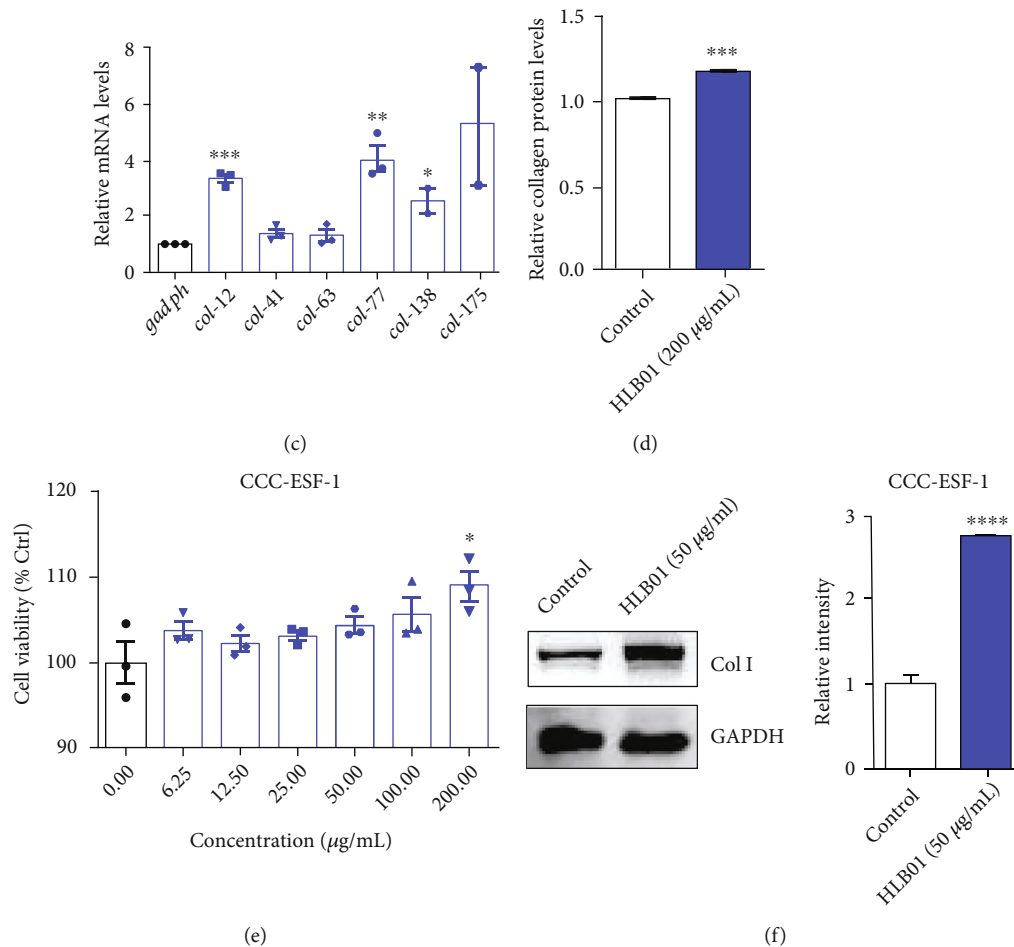 Relative mRNA levels
8
6
4
2
0
***
**
*
gadph
col-12
col-41
col-63
col-77
col-138
col-175
(c)
Relative collagen protein levels
1.5
1.0
0.5
0.0
***
Control
HLB01 (200 μg/mL)
(d)
CCC-ESF-1
Cell viability (% Ctrl)
120
110
100
90
*
0.00
6.25
12.50
25.00
50.00
100.00
200.00
Concentration (μg/mL)
(e)
Control
HLB01 (50 μg/ml)
Col I
GAPDH
CCC-ESF-1
Relative intensity
3
2
1
0
****
Control
HLB01 (50 μg/mL)
(f)